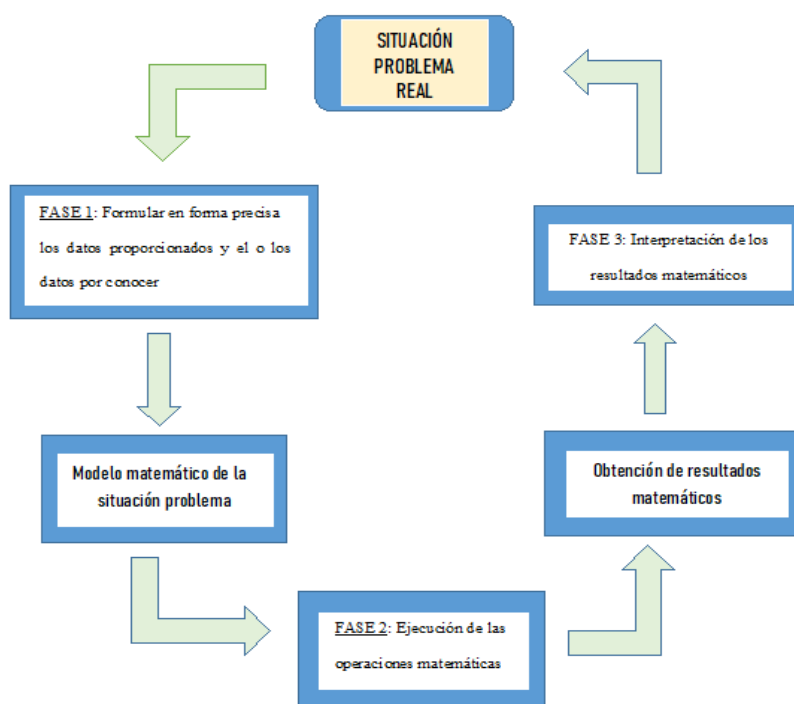 SITUACIÓN
PROBLEMA
REAL
FASE 1: Formular en forma precisa
los datos proporcionados y el o los
datos por conocer
Modelo matemático de la
situación problema
FASE 2: Ejecución de las
operaciones matemáticas
Obtención de resultados
matemáticos
FASE 3: Interpretación de los
resultados matemáticos